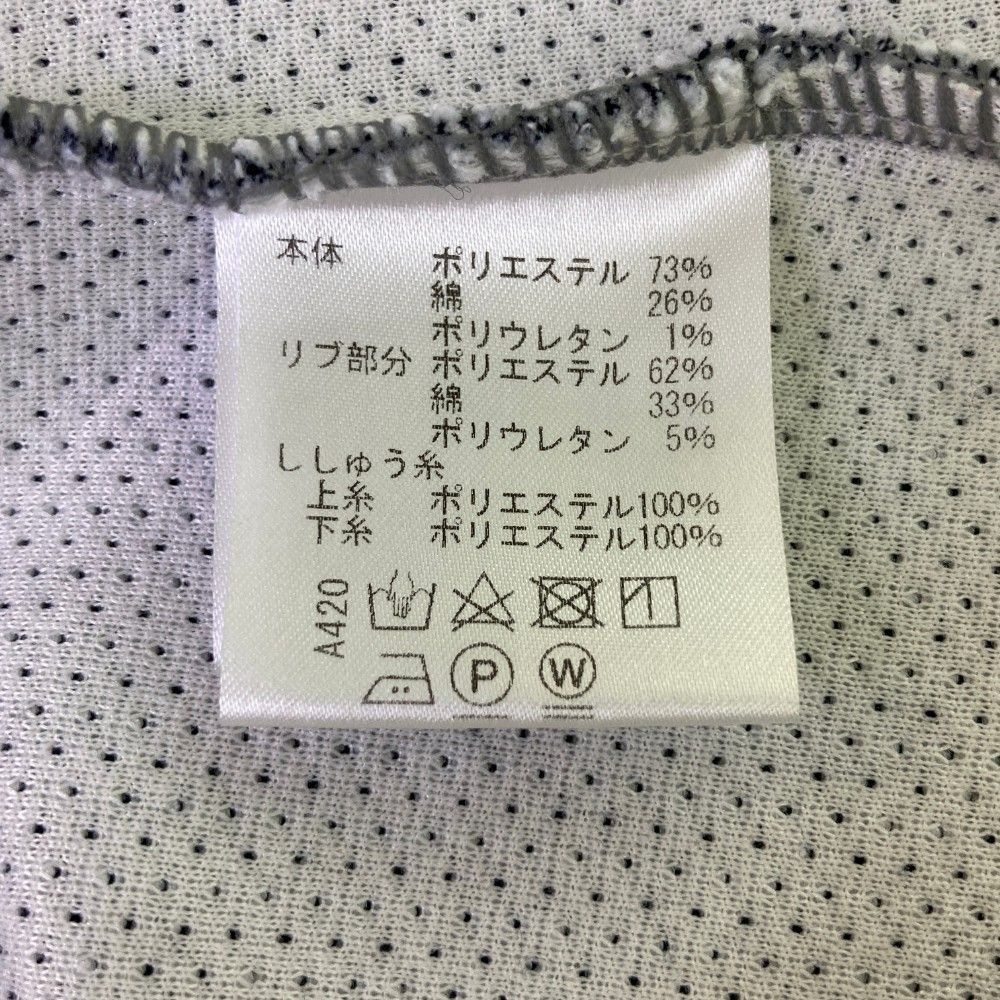 本体 ポリエステル 73%
綿 26%
ポリウレタン 1%
リブ部分 ポリエステル 62%
綿 33%
ポリウレタン 5%
ししゅう糸
上糸 ポリエステル100%
下糸 ポリエステル100%
A420
P W